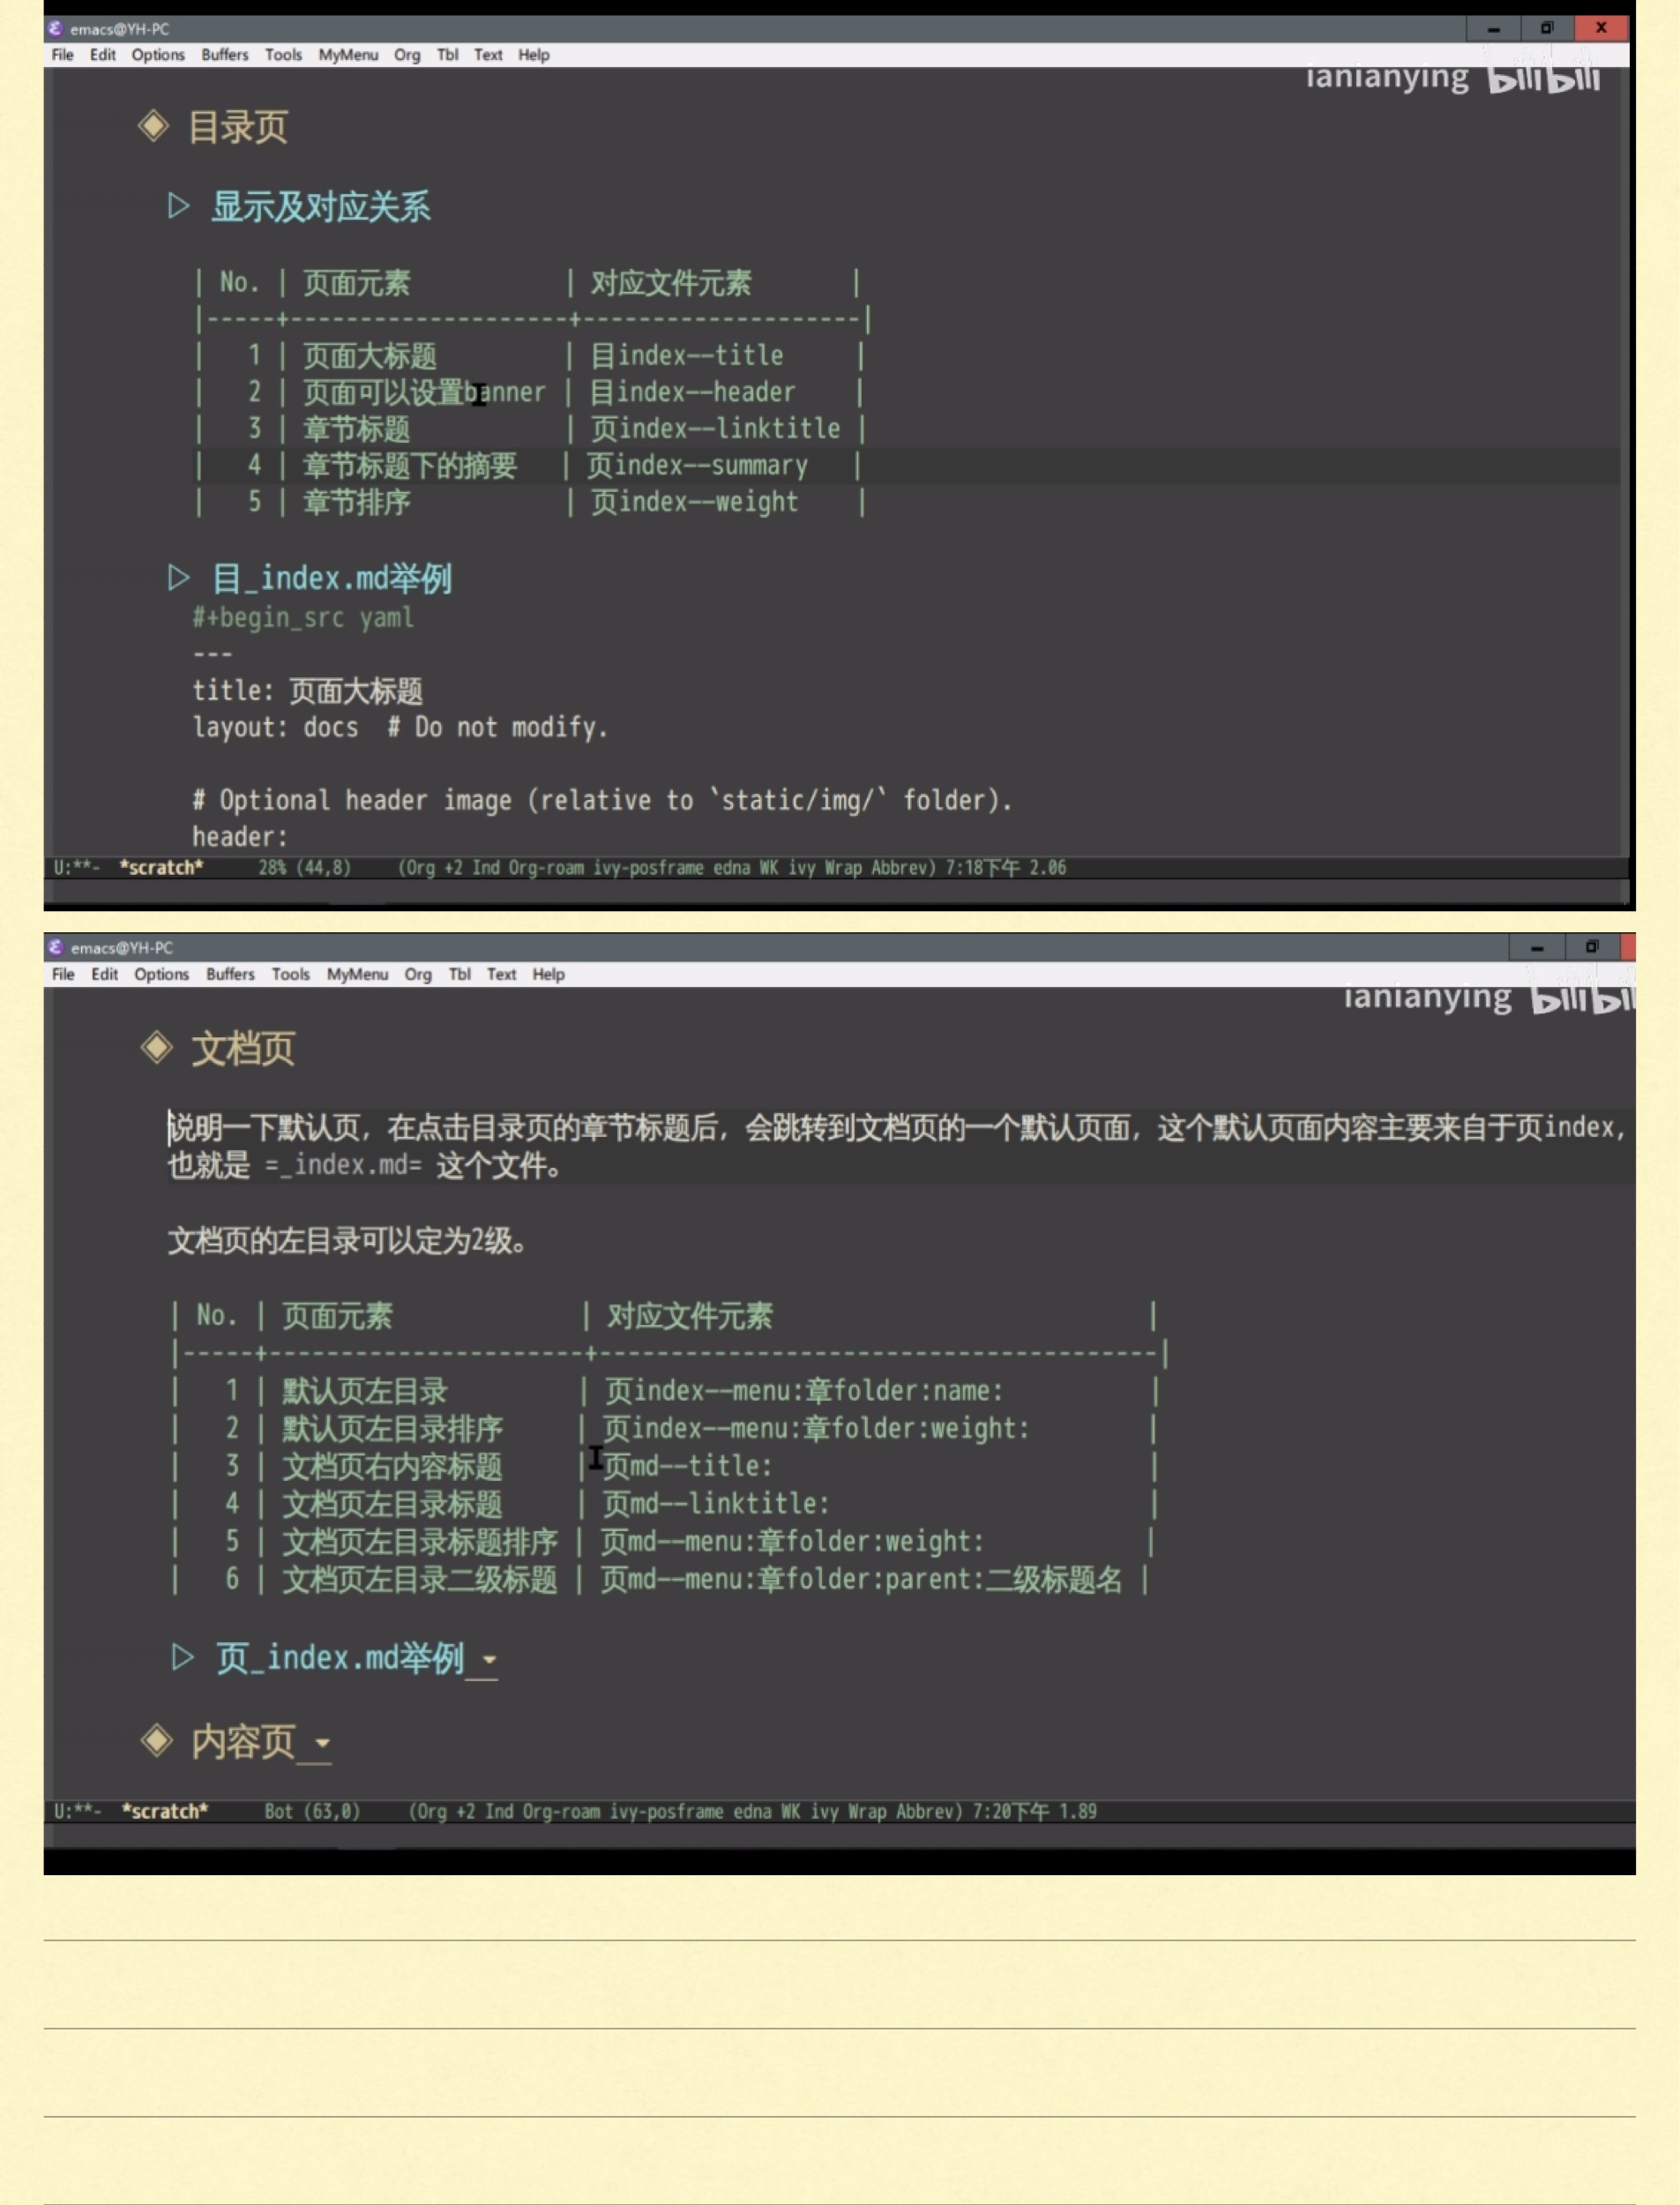 emacs@YH-PC
File Edit Options Buffers Tools MyMenu Org Tbl Text Help
ianianying bilibili
目录页
显示及对应关系
| No. | 页面元素 | 对应文件元素 |
|-----+--------------------+--------------------|
| 1 | 页面大标题 | 目index--title |
| 2 | 页面可以设置banner | 目index--header |
| 3 | 章节标题 | 页index--linktitle |
| 4 | 章节标题下的摘要 | 页index--summary |
| 5 | 章节排序 | 页index--weight |
目_index.md举例
#+begin_src yaml
---
title: 页面大标题
layout: docs # Do not modify.
# Optional header image (relative to `static/img/` folder).
header:
U:**- *scratch* 28% (44,8) (Org +2 Ind Org-roam ivy-posframe edna WK ivy Wrap Abbrev) 7:18下午 2.06
emacs@YH-PC
File Edit Options Buffers Tools MyMenu Org Tbl Text Help
ianianying bilibili
文档页
说明一下默认页，在点击目录页的章节标题后，会跳转到文档页的一个默认页面，这个默认页面内容主要来自于页index，
也就是 =_index.md= 这个文件。
文档页的左目录可以定为2级。
| No. | 页面元素 | 对应文件元素 |
|-----+----------------------+---------------------------------------|
| 1 | 默认页左目录 | 页index--menu:章folder:name: |
| 2 | 默认页左目录排序 | 页index--menu:章folder:weight: |
| 3 | 文档页右内容标题 | 页md--title: |
| 4 | 文档页左目录标题 | 页md--linktitle: |
| 5 | 文档页左目录标题排序 | 页md--menu:章folder:weight: |
| 6 | 文档页左目录二级标题 | 页md--menu:章folder:parent:二级标题名 |
页_index.md举例
内容页
U:**- *scratch* Bot (63,0) (Org +2 Ind Org-roam ivy-posframe edna WK ivy Wrap Abbrev) 7:20下午 1.89